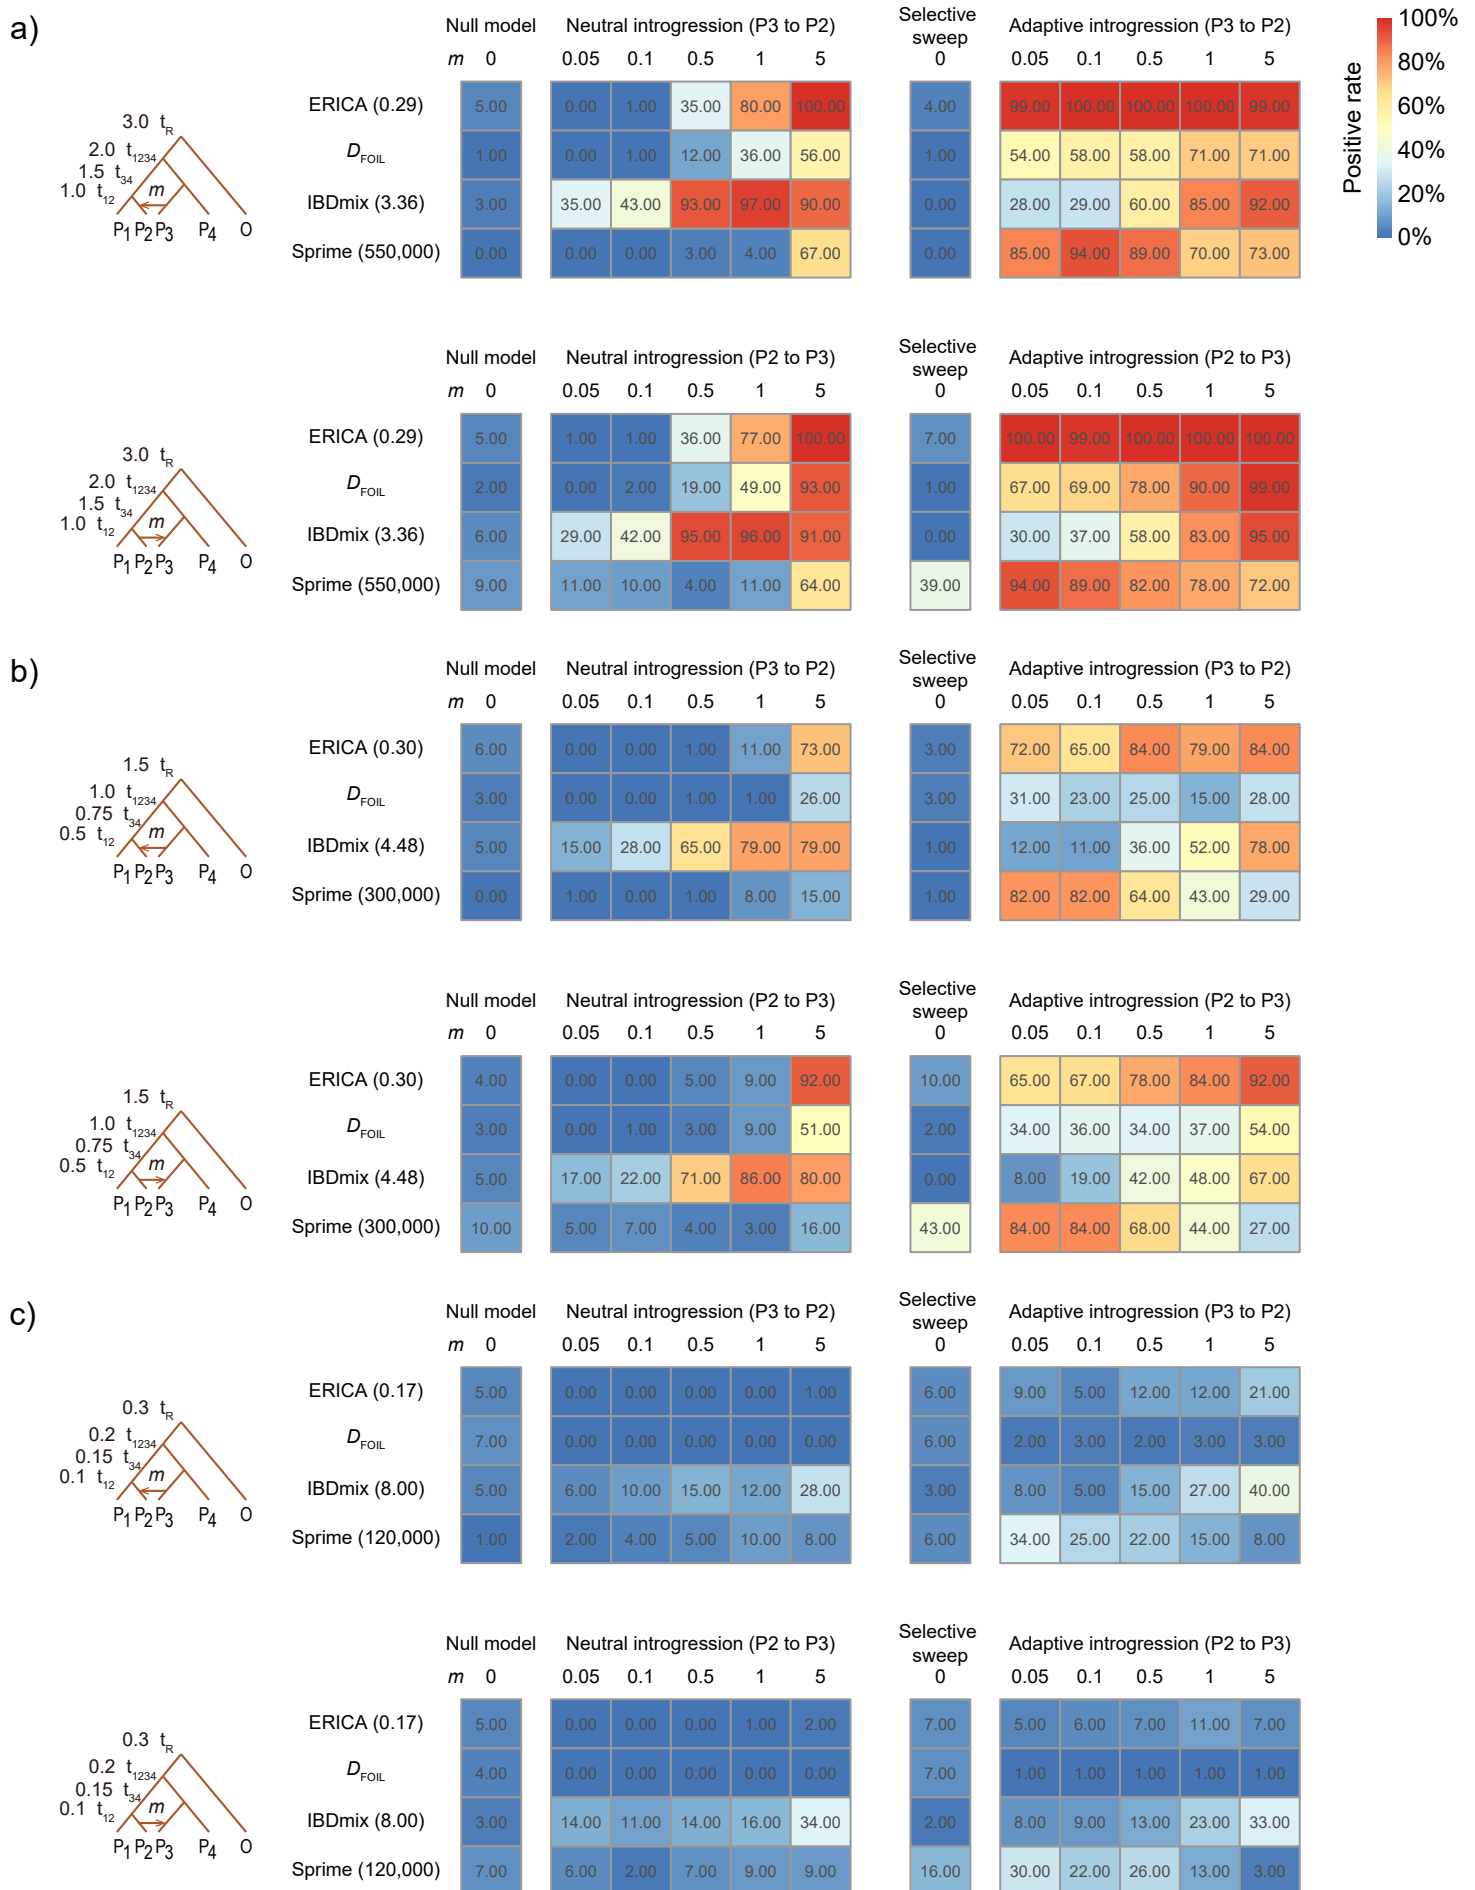 a)
Null model Neutral introgression (P3 to P2) Selective sweep Adaptive introgression (P3 to P2)
m 0 0.05 0.1 0.5 1 5 0 0.05 0.1 0.5 1 5
ERICA (0.29) 5.00 0.00 1.00 35.00 80.00 100.00 4.00 99.00 100.00 100.00 100.00 99.00
DFOIL 1.00 0.00 1.00 12.00 36.00 56.00 1.00 54.00 58.00 58.00 71.00 71.00
IBDmix (3.36) 3.00 35.00 43.00 93.00 97.00 90.00 0.00 28.00 29.00 60.00 85.00 92.00
Sprime (550,000) 0.00 0.00 0.00 3.00 4.00 67.00 0.00 85.00 94.00 89.00 70.00 73.00
3.0 tR
2.0 t1234
1.5 t34
1.0 t12 m
P1 P2 P3 P4 O
Positive rate
100%
80%
60%
40%
20%
0%
Null model Neutral introgression (P2 to P3) Selective sweep Adaptive introgression (P2 to P3)
m 0 0.05 0.1 0.5 1 5 0 0.05 0.1 0.5 1 5
ERICA (0.29) 5.00 1.00 1.00 36.00 77.00 100.00 7.00 100.00 99.00 100.00 100.00 100.00
DFOIL 2.00 0.00 2.00 19.00 49.00 93.00 1.00 67.00 69.00 78.00 90.00 99.00
IBDmix (3.36) 6.00 29.00 42.00 95.00 96.00 91.00 0.00 30.00 37.00 58.00 83.00 95.00
Sprime (550,000) 9.00 11.00 10.00 4.00 11.00 64.00 39.00 94.00 89.00 82.00 78.00 72.00
3.0 tR
2.0 t1234
1.5 t34
1.0 t12 m
P1 P2 P3 P4 O
b)
Null model Neutral introgression (P3 to P2) Selective sweep Adaptive introgression (P3 to P2)
m 0 0.05 0.1 0.5 1 5 0 0.05 0.1 0.5 1 5
ERICA (0.30) 6.00 0.00 0.00 1.00 11.00 73.00 3.00 72.00 65.00 84.00 79.00 84.00
DFOIL 3.00 0.00 0.00 1.00 1.00 26.00 3.00 31.00 23.00 25.00 15.00 28.00
IBDmix (4.48) 5.00 15.00 28.00 65.00 79.00 79.00 1.00 12.00 11.00 36.00 52.00 78.00
Sprime (300,000) 0.00 1.00 0.00 1.00 8.00 15.00 1.00 82.00 82.00 64.00 43.00 29.00
1.5 tR
1.0 t1234
0.75 t34
0.5 t12 m
P1 P2 P3 P4 O
Null model Neutral introgression (P2 to P3) Selective sweep Adaptive introgression (P2 to P3)
m 0 0.05 0.1 0.5 1 5 0 0.05 0.1 0.5 1 5
ERICA (0.30) 4.00 0.00 0.00 5.00 9.00 92.00 10.00 65.00 67.00 78.00 84.00 92.00
DFOIL 3.00 0.00 1.00 3.00 9.00 51.00 2.00 34.00 36.00 34.00 37.00 54.00
IBDmix (4.48) 5.00 17.00 22.00 71.00 86.00 80.00 0.00 8.00 19.00 42.00 48.00 67.00
Sprime (300,000) 10.00 5.00 7.00 4.00 3.00 16.00 43.00 84.00 84.00 68.00 44.00 27.00
1.5 tR
1.0 t1234
0.75 t34
0.5 t12 m
P1 P2 P3 P4 O
c)
Null model Neutral introgression (P3 to P2) Selective sweep Adaptive introgression (P3 to P2)
m 0 0.05 0.1 0.5 1 5 0 0.05 0.1 0.5 1 5
ERICA (0.17) 5.00 0.00 0.00 0.00 0.00 1.00 6.00 9.00 5.00 12.00 12.00 21.00
DFOIL 7.00 0.00 0.00 0.00 0.00 0.00 6.00 2.00 3.00 2.00 3.00 3.00
IBDmix (8.00) 5.00 6.00 10.00 15.00 12.00 28.00 3.00 8.00 5.00 15.00 27.00 40.00
Sprime (120,000) 1.00 2.00 4.00 5.00 10.00 8.00 6.00 34.00 25.00 22.00 15.00 8.00
0.3 tR
0.2 t1234
0.15 t34
0.1 t12 m
P1 P2 P3 P4 O
Null model Neutral introgression (P2 to P3) Selective sweep Adaptive introgression (P2 to P3)
m 0 0.05 0.1 0.5 1 5 0 0.05 0.1 0.5 1 5
ERICA (0.17) 5.00 0.00 0.00 0.00 1.00 2.00 7.00 5.00 6.00 7.00 11.00 7.00
DFOIL 4.00 0.00 0.00 0.00 0.00 0.00 7.00 1.00 1.00 1.00 1.00 1.00
IBDmix (8.00) 3.00 14.00 11.00 14.00 16.00 34.00 2.00 8.00 9.00 13.00 23.00 33.00
Sprime (120,000) 7.00 6.00 2.00 7.00 9.00 9.00 16.00 30.00 22.00 26.00 13.00 3.00
0.3 tR
0.2 t1234
0.15 t34
0.1 t12 m
P1 P2 P3 P4 O